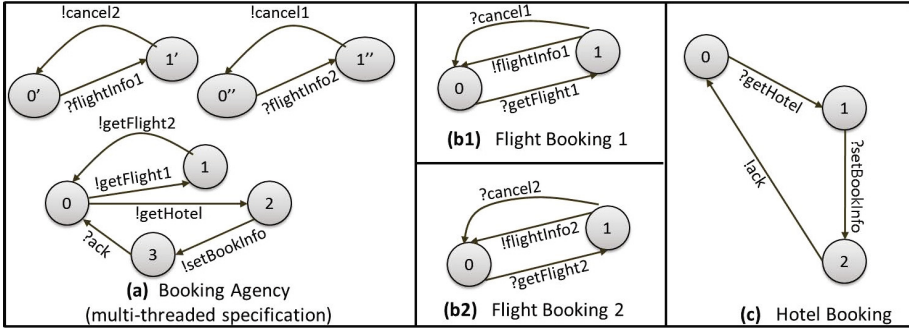 !cancel2
0'
1'
?flightInfo1
!cancel1
0''
1''
?flightInfo2
!getFlight2
0
1
!getFlight1
!getHotel
2
?ack
3
!setBookInfo
(a) Booking Agency
(multi-threaded specification)
?cancel1
0
1
!flightInfo1
?getFlight1
(b1) Flight Booking 1
?cancel2
0
1
!flightInfo2
?getFlight2
(b2) Flight Booking 2
0
?getHotel
1
?setBookInfo
!ack
2
(c) Hotel Booking